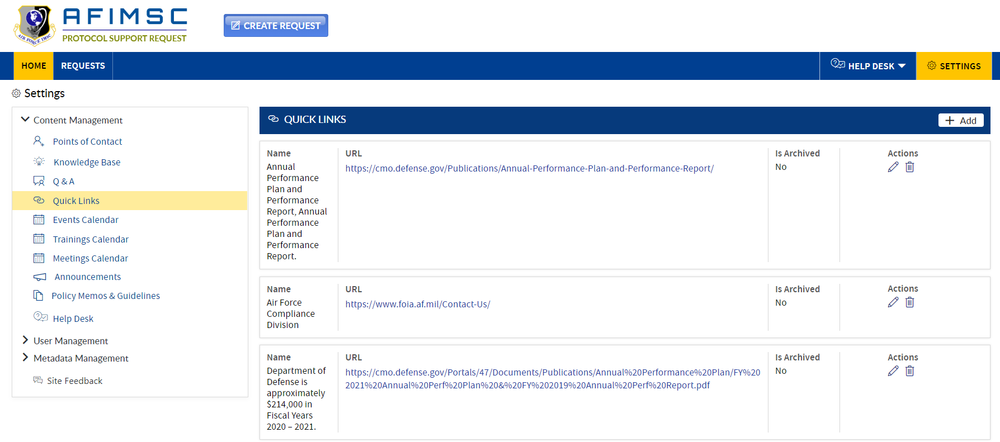 AIR FORCE IMSC
AFIMSC
PROTOCOL SUPPORT REQUEST
CREATE REQUEST
HOME
REQUESTS
HELP DESK
SETTINGS
Settings
Content Management
Points of Contact
Knowledge Base
Q & A
Quick Links
Events Calendar
Trainings Calendar
Meetings Calendar
Announcements
Policy Memos & Guidelines
Help Desk
User Management
Metadata Management
Site Feedback
QUICK LINKS
Add
Name
Annual
Performance
Plan and
Performance
Report, Annual
Performance
Plan and
Performance
Report.
URL
https://cmo.defense.gov/Publications/Annual-Performance-Plan-and-Performance-Report/
Is Archived
No
Actions
Name
Air Force
Compliance
Division
URL
https://www.foia.af.mil/Contact-Us/
Is Archived
No
Actions
Name
Department of
Defense is
approximately
$214,000 in
Fiscal Years
2020 – 2021.
URL
https://cmo.defense.gov/Portals/47/Documents/Publications/Annual%20Performance%20Plan/FY%20
2021%20Annual%20Perf%20Plan%20&%20FY%202019%20Annual%20Perf%20Report.pdf
Is Archived
No
Actions